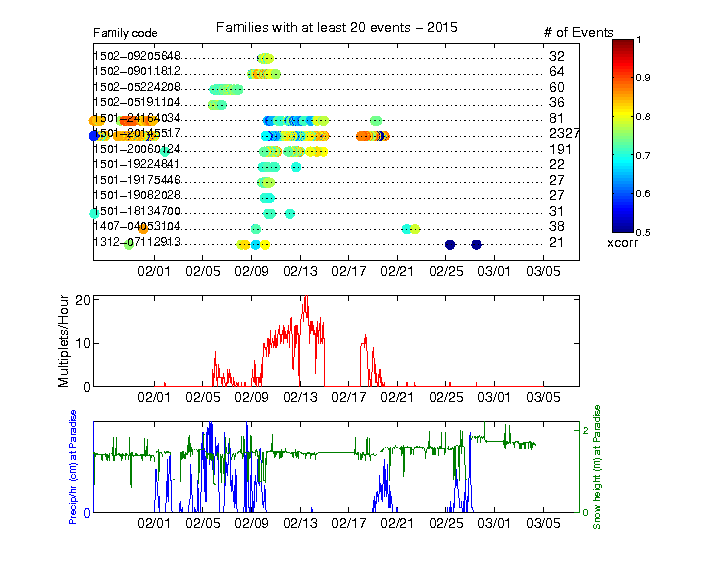 Families with at least 20 events − 2015
Family code
# of Events
1502−09205648 32
1502−09011812 64
1502−05224208 60
1502−05191104 36
1501−24164034 81
1501−20145517 2327
1501−20060124 191
1501−19224841 22
1501−19175446 27
1501−19082028 27
1501−18134700 31
1407−04053104 38
1312−07112913 21
02/01 02/05 02/09 02/13 02/17 02/21 02/25 03/01 03/05
1
0.9
0.8
0.7
0.6
0.5
xcorr
Multiplets/Hour
20
10
0
02/01 02/05 02/09 02/13 02/17 02/21 02/25 03/01 03/05
Precip/hr (cm) at Paradise
0
2
0
Snow height (m) at Paradise
02/01 02/05 02/09 02/13 02/17 02/21 02/25 03/01 03/05